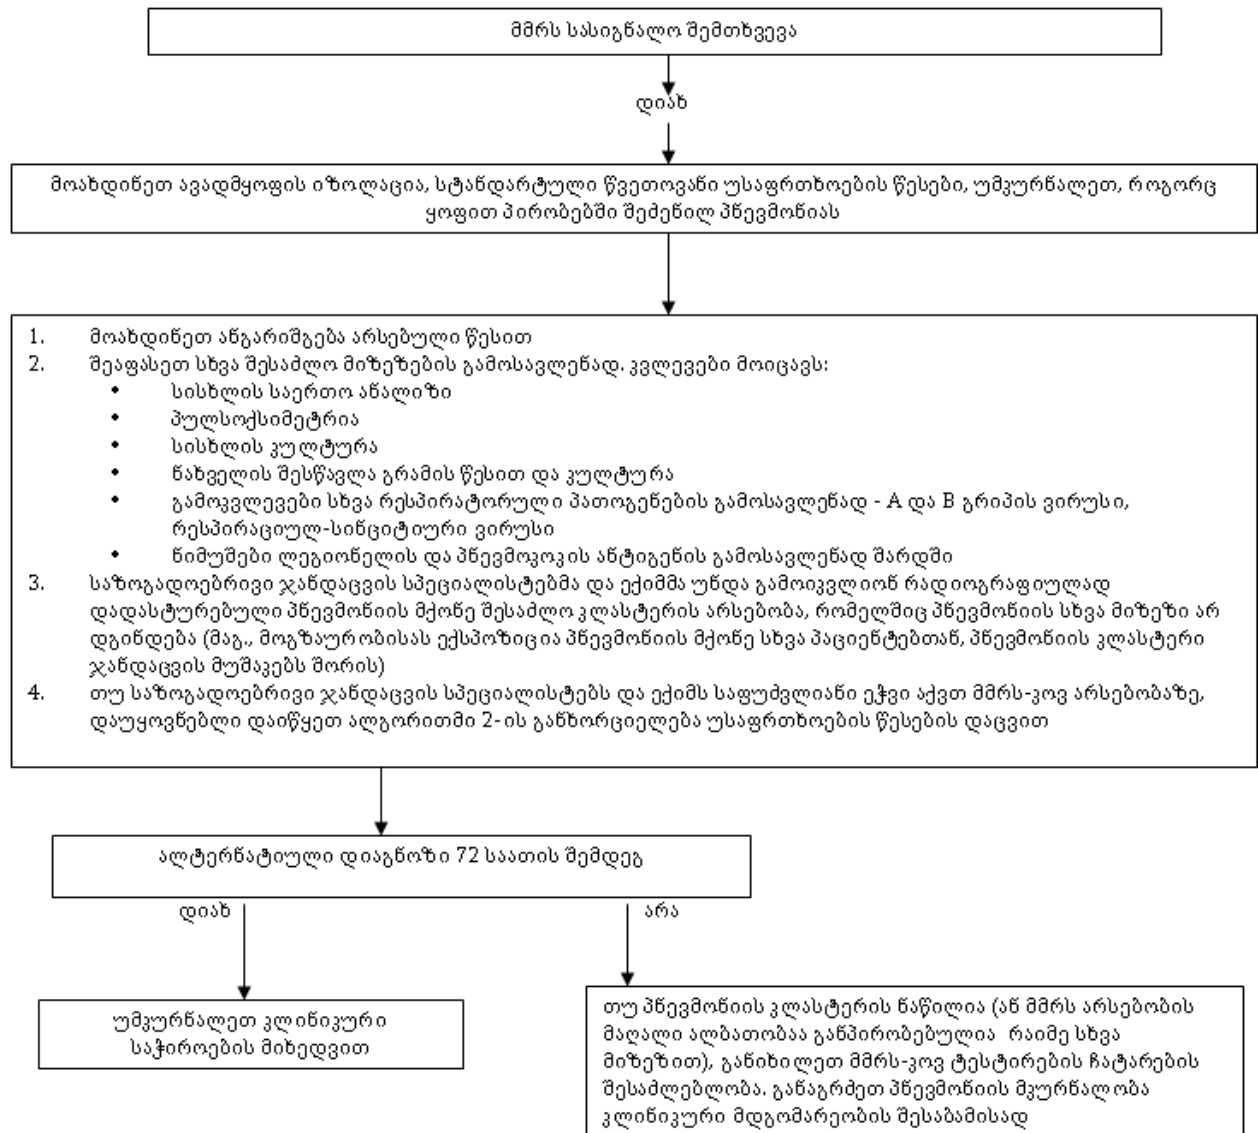 მმრს სასიგნალო შემთხვევა
დიახ
მოახდინეთ ავადმყოფის იზოლაცია, სტანდარტული წვეთოვანი უსაფრთხოების წესები, უმკურნალეთ, როგორც
ყოფით პირობებში შეძენილ პნევმონიას
1. მოახდინეთ ანგარიშგება არსებული წესით
2. შეაფასეთ სხვა შესაძლო მიზეზების გამოსავლენად. კვლევები მოიცავს:
• სისხლის საერთო ანალიზი
• პულსოქსიმეტრია
• სისხლის კულტურა
• ნახველის შესწავლა გრამის წესით და კულტურა
• გამოკვლევები სხვა რესპირატორული პათოგენების გამოსავლენად - A და B გრიპის ვირუსი,
რესპირაციულ-სინციტიური ვირუსი
• ნიმუშები ლეგიონელის და პნევმოკოკის ანტიგენის გამოსავლენად შარდში
3. საზოგადოებრივი ჯანდაცვის სპეციალისტებმა და ექიმმა უნდა გამოიკვლიონ რადიოგრაფიულად
დადასტურებული პნევმონიის მქონე შესაძლო კლასტერის არსებობა, რომელშიც პნევმონიის სხვა მიზეზი არ
დგინდება (მაგ., მოგზაურობისას ექსპოზიცია პნევმონიის მქონე სხვა პაციენტებთან, პნევმონიის კლასტერი
ჯანდაცვის მუშაკებს შორის)
4. თუ საზოგადოებრივი ჯანდაცვის სპეციალისტებს და ექიმს საფუძვლიანი ეჭვი აქვთ მმრს-კოვ არსებობაზე,
დაუყოვნებლი დაიწყეთ ალგორითმი 2- ის განხორციელება უსაფრთხოების წესების დაცვით
ალტერნატიული დიაგნოზი 72 საათის შემდეგ
დიახ
არა
უმკურნალეთ კლინიკური
საჭიროების მიხედვით
თუ პნევმონიის კლასტერის ნაწილია (ან მმრს არსებობის
მაღალი ალბათობაა განპირობებულია რაიმე სხვა
მიზეზით), განიხილეთ მმრს-კოვ ტესტირების ჩატარების
შესაძლებლობა. განაგრძეთ პნევმონიის მკურნალობა
კლინიკური მდგომარეობის შესაბამისად